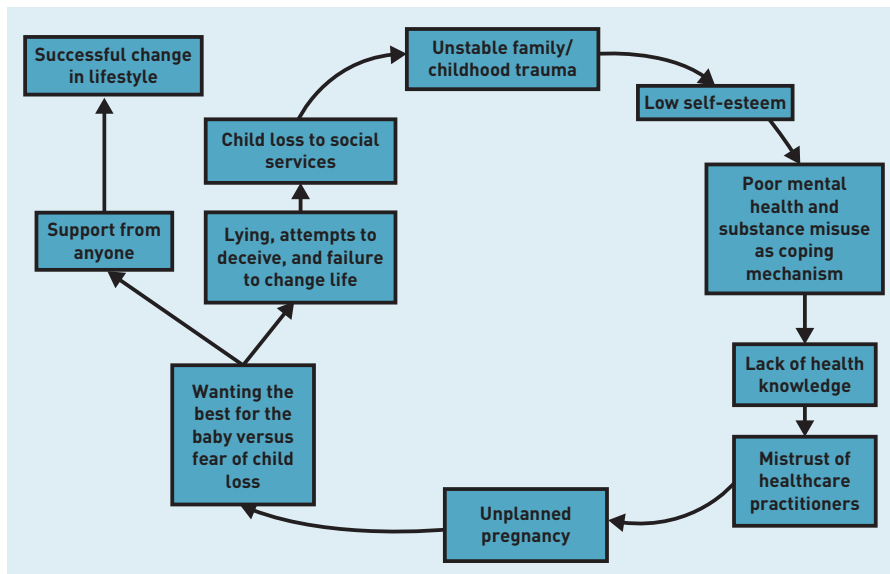 Successful change
in lifestyle
Unstable family/
childhood trauma
Low self-esteem
Child loss to social
services
Poor mental
health and
substance misuse
as coping
mechanism
Support from
anyone
Lying, attempts to
deceive, and failure
to change life
Lack of health
knowledge
Wanting the
best for the
baby versus
fear of child
loss
Mistrust of
healthcare
practitioners
Unplanned
pregnancy